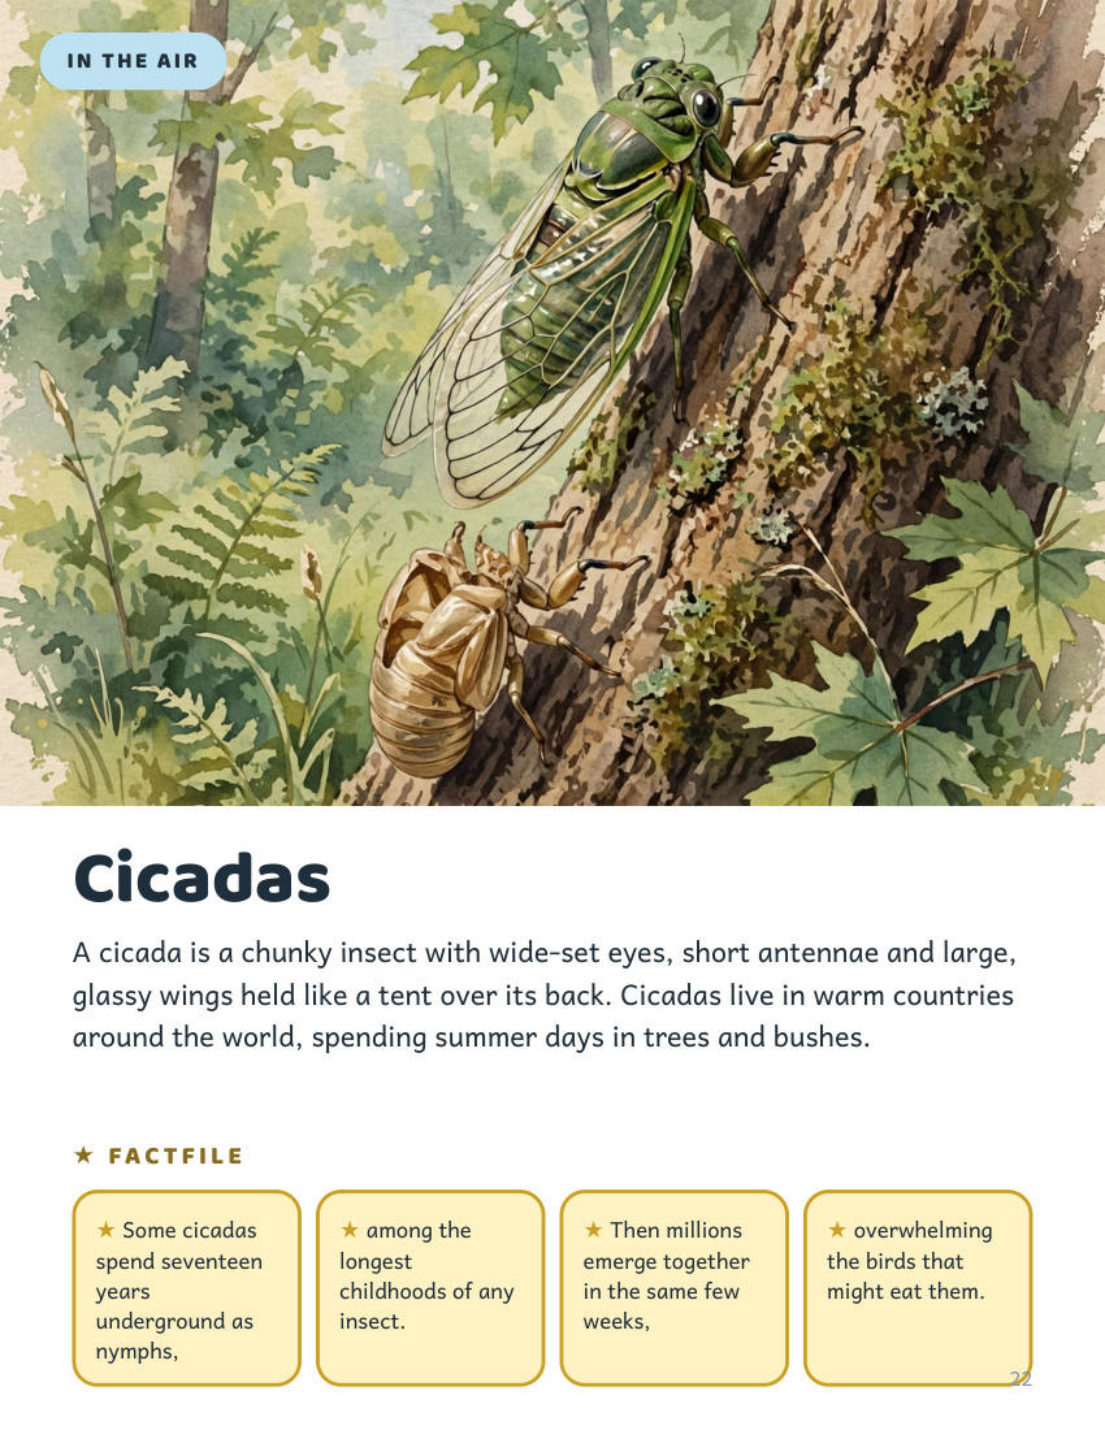 IN THE AIR
Cicadas
A cicada is a chunky insect with wide-set eyes, short antennae and large,
glassy wings held like a tent over its back. Cicadas live in warm countries
around the world, spending summer days in trees and bushes.
★ FACTFILE
★ Some cicadas
spend seventeen
years
underground as
nymphs,
★ among the
longest
childhoods of any
insect.
★ Then millions
emerge together
in the same few
weeks,
★ overwhelming
the birds that
might eat them.
22